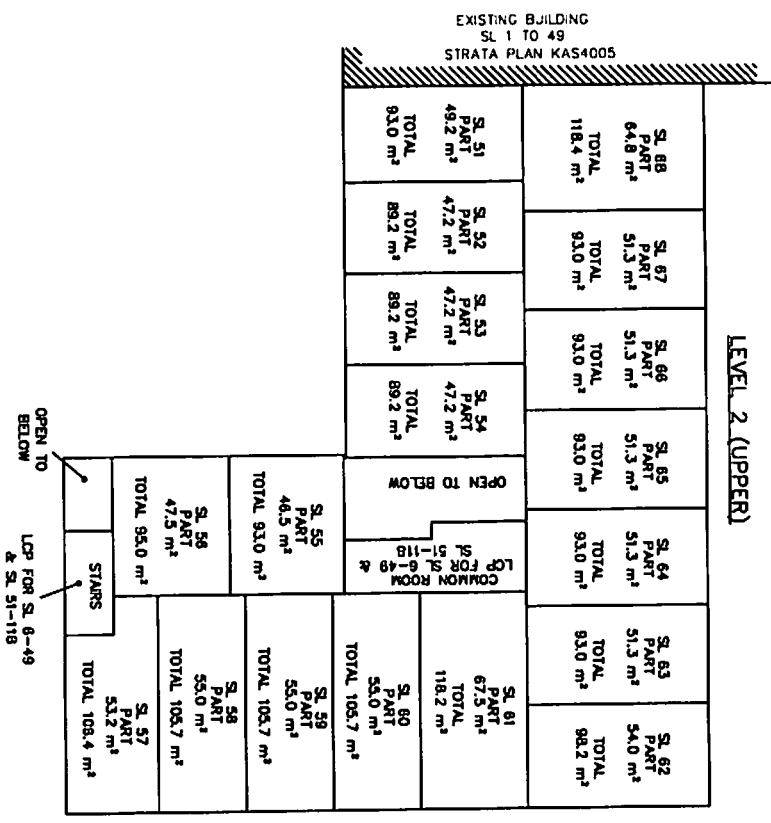 EXISTING BUILDING
SL 1 TO 49
STRATA PLAN KAS4005
LEVEL 2 (UPPER)
SL 51
PART
49.2 m²
TOTAL
93.0 m²
SL 52
PART
47.2 m²
TOTAL
89.2 m²
SL 53
PART
47.2 m²
TOTAL
89.2 m²
SL 54
PART
47.2 m²
TOTAL
89.2 m²
SL 68
PART
64.8 m²
TOTAL
118.4 m²
SL 67
PART
51.3 m²
TOTAL
93.0 m²
SL 66
PART
51.3 m²
TOTAL
93.0 m²
SL 65
PART
51.3 m²
TOTAL
93.0 m²
SL 64
PART
51.3 m²
TOTAL
93.0 m²
SL 63
PART
51.3 m²
TOTAL
93.0 m²
SL 62
PART
54.0 m²
TOTAL
98.2 m²
OPEN TO BELOW
COMMON ROOM
LCP FOR SL 6-49 &
SL 51-118
SL 55
PART
46.5 m²
TOTAL 93.0 m²
SL 56
PART
47.5 m²
TOTAL 95.0 m²
OPEN TO
BELOW
STAIRS
LCP FOR SL 6-49
& SL 51-118
SL 57
PART
53.2 m²
TOTAL 108.4 m²
SL 58
PART
55.0 m²
TOTAL 105.7 m²
SL 59
PART
55.0 m²
TOTAL 105.7 m²
SL 60
PART
55.0 m²
TOTAL 105.7 m²
SL 61
PART
67.5 m²
TOTAL
118.2 m²